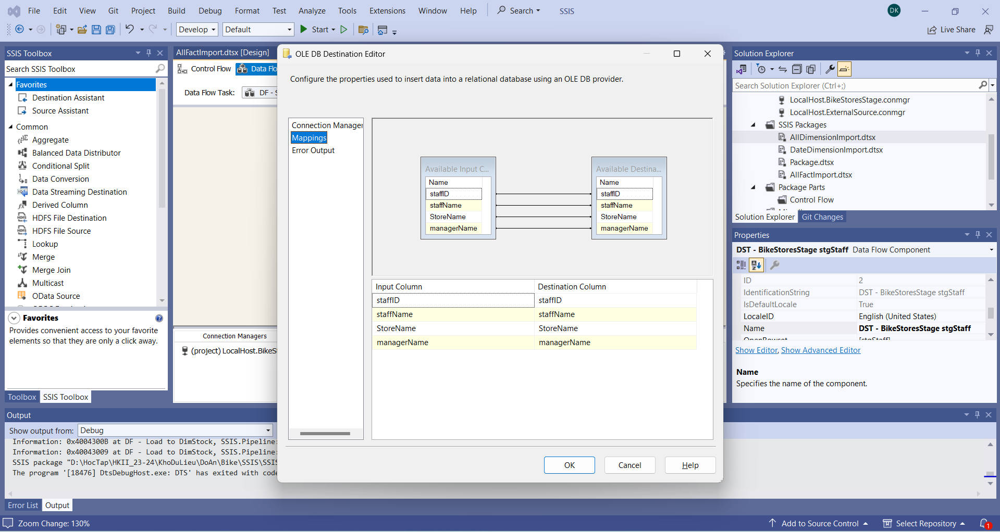 File Edit View Git Project Build Debug Format Test Analyze Tools Extensions Window Help Search SSIS DK
Develop Default Start Live Share
SSIS Toolbox
Search SSIS Toolbox
Favorites
Destination Assistant
Source Assistant
Common
Aggregate
Balanced Data Distributor
Conditional Split
Data Conversion
Data Streaming Destination
Derived Column
HDFS File Destination
HDFS File Source
Lookup
Merge
Merge Join
Multicast
OData Source
Favorites
Provides convenient access to your favorite
elements so that they are only a click away.
Toolbox SSIS Toolbox
AllFactImport.dtsx [Design]
Control Flow Data Flo
Data Flow Task: DF - S
Connection Managers
(project) LocalHost.BikeS
OLE DB Destination Editor
Configure the properties used to insert data into a relational database using an OLE DB provider.
Connection Manager
Mappings
Error Output
Available Input C...
Name
staffID
staffName
StoreName
managerName
Available Destina...
Name
staffID
staffName
StoreName
managerName
Input Column Destination Column
staffID staffID
staffName staffName
StoreName StoreName
managerName managerName
OK Cancel Help
Solution Explorer
Search Solution Explorer (Ctrl+;)
LocalHost.BikeStoresStage.conmgr
LocalHost.ExternalSource.conmgr
SSIS Packages
AllDimensionImport.dtsx
DateDimensionImport.dtsx
Package.dtsx
AllFactImport.dtsx
Package Parts
Control Flow
Solution Explorer Git Changes
Properties
DST - BikeStoresStage stgStaff Data Flow Component
ID 2
IdentificationString DST - BikeStoresStage stgStaff
IsDefaultLocale True
LocaleID English (United States)
Name DST - BikeStoresStage stgStaff
OpenRowset [stgStaff]
Show Editor, Show Advanced Editor
Name
Specifies the name of the component.
Output
Show output from: Debug
Information: 0x4004300B at DF - Load to DimStock, SSIS.Pipeline:
Information: 0x40043009 at DF - Load to DimStock, SSIS.Pipeline:
SSIS package "D:\HocTap\HKII_23-24\KhoDuLieu\DoAn\Bike\SSIS\SSIS
The program '[18476] DtsDebugHost.exe: DTS' has exited with code
Error List Output
Zoom Change: 130% Add to Source Control Select Repository 1